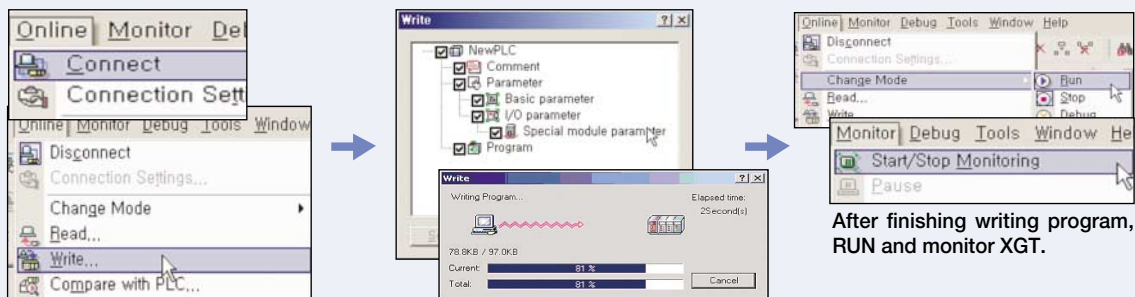 Online Monitor
Connect
Connection
Online Monitor Debug Tools Window
Disconnect
Connection Settings...
Change Mode
Read...
Write...
Compare with PLC...
Write
NewPLC
Comment
Parameter
Basic parameter
I/O parameter
Special module parameter
Program
Write
Writing Program...
Elapsed time:
2Second(s)
78.8KB / 97.0KB
Current: 81 %
Total: 81 %
Cancel
Online Monitor Debug Tools Window Help
Disconnect
Connection Settings...
Change Mode Run
Read... Stop
Write Debug
Monitor Debug Tools Window
Start/Stop Monitoring
Pause
After finishing writing program,
RUN and monitor XGT.